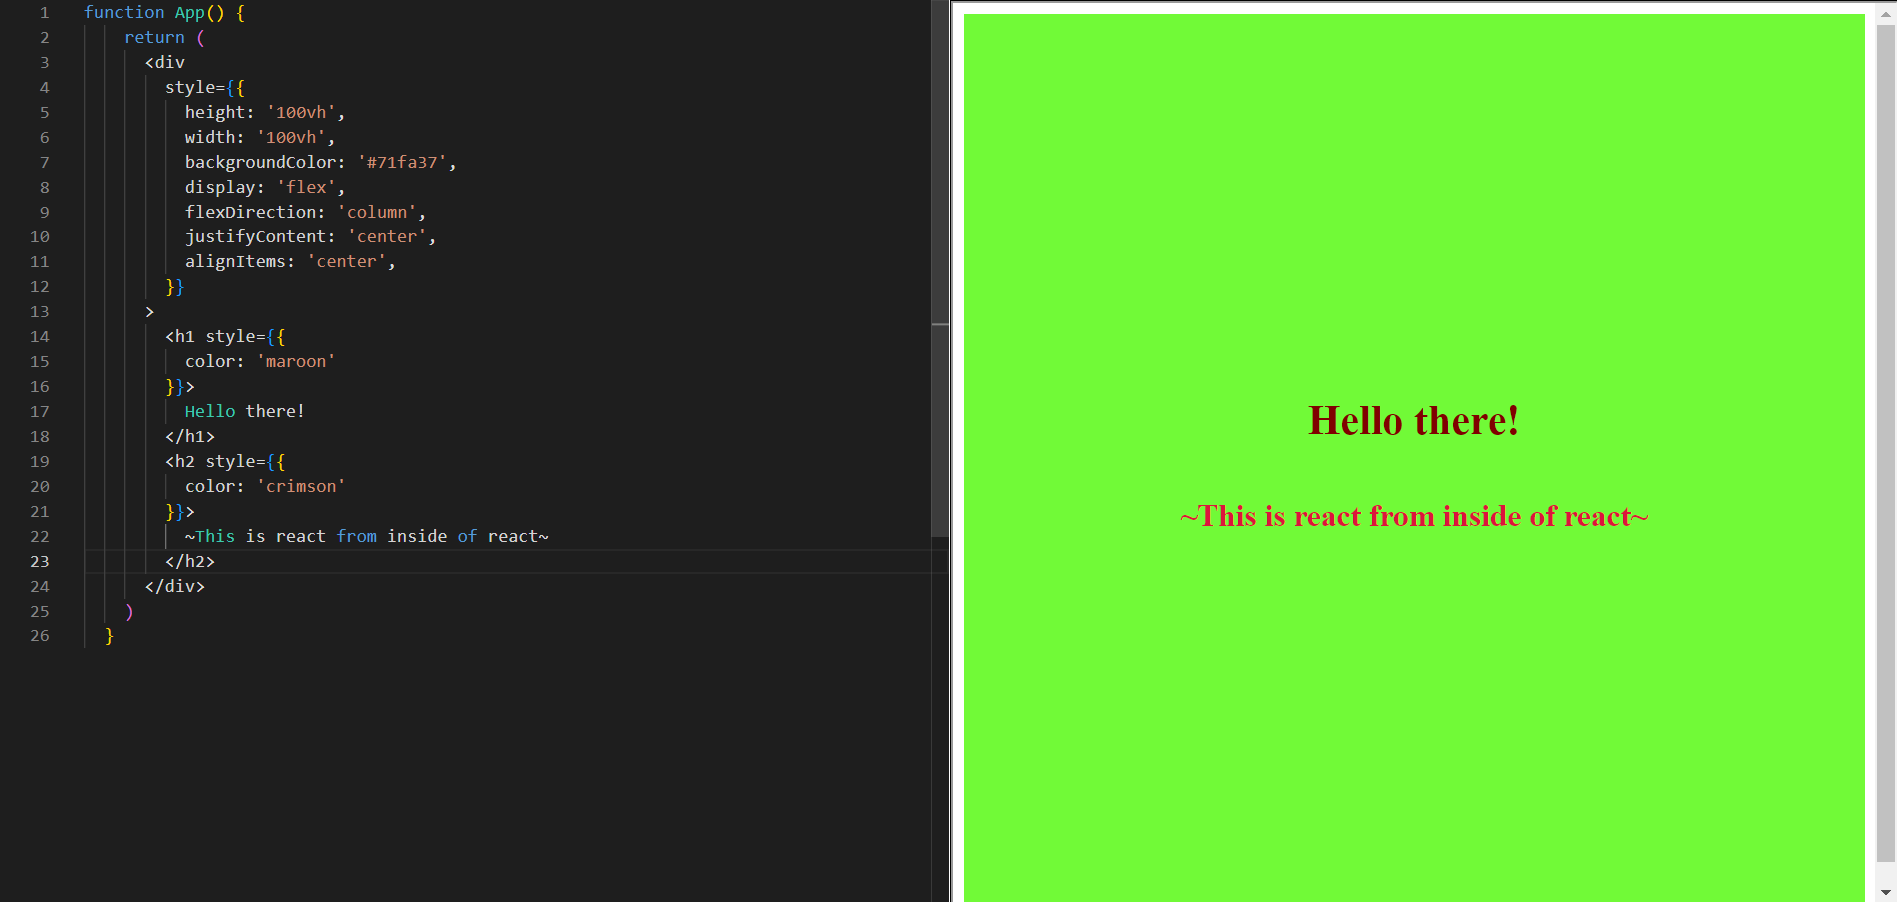 1 function App() {
2 return (
3 <div
4 style={{
5 height: '100vh',
6 width: '100vh',
7 backgroundColor: '#71fa37',
8 display: 'flex',
9 flexDirection: 'column',
10 justifyContent: 'center',
11 alignItems: 'center',
12 }}
13 >
14 <h1 style={{
15 color: 'maroon'
16 }}>
17 Hello there!
18 </h1>
19 <h2 style={{
20 color: 'crimson'
21 }}>
22 ~This is react from inside of react~
23 </h2>
24 </div>
25 )
26 }
Hello there!
~This is react from inside of react~